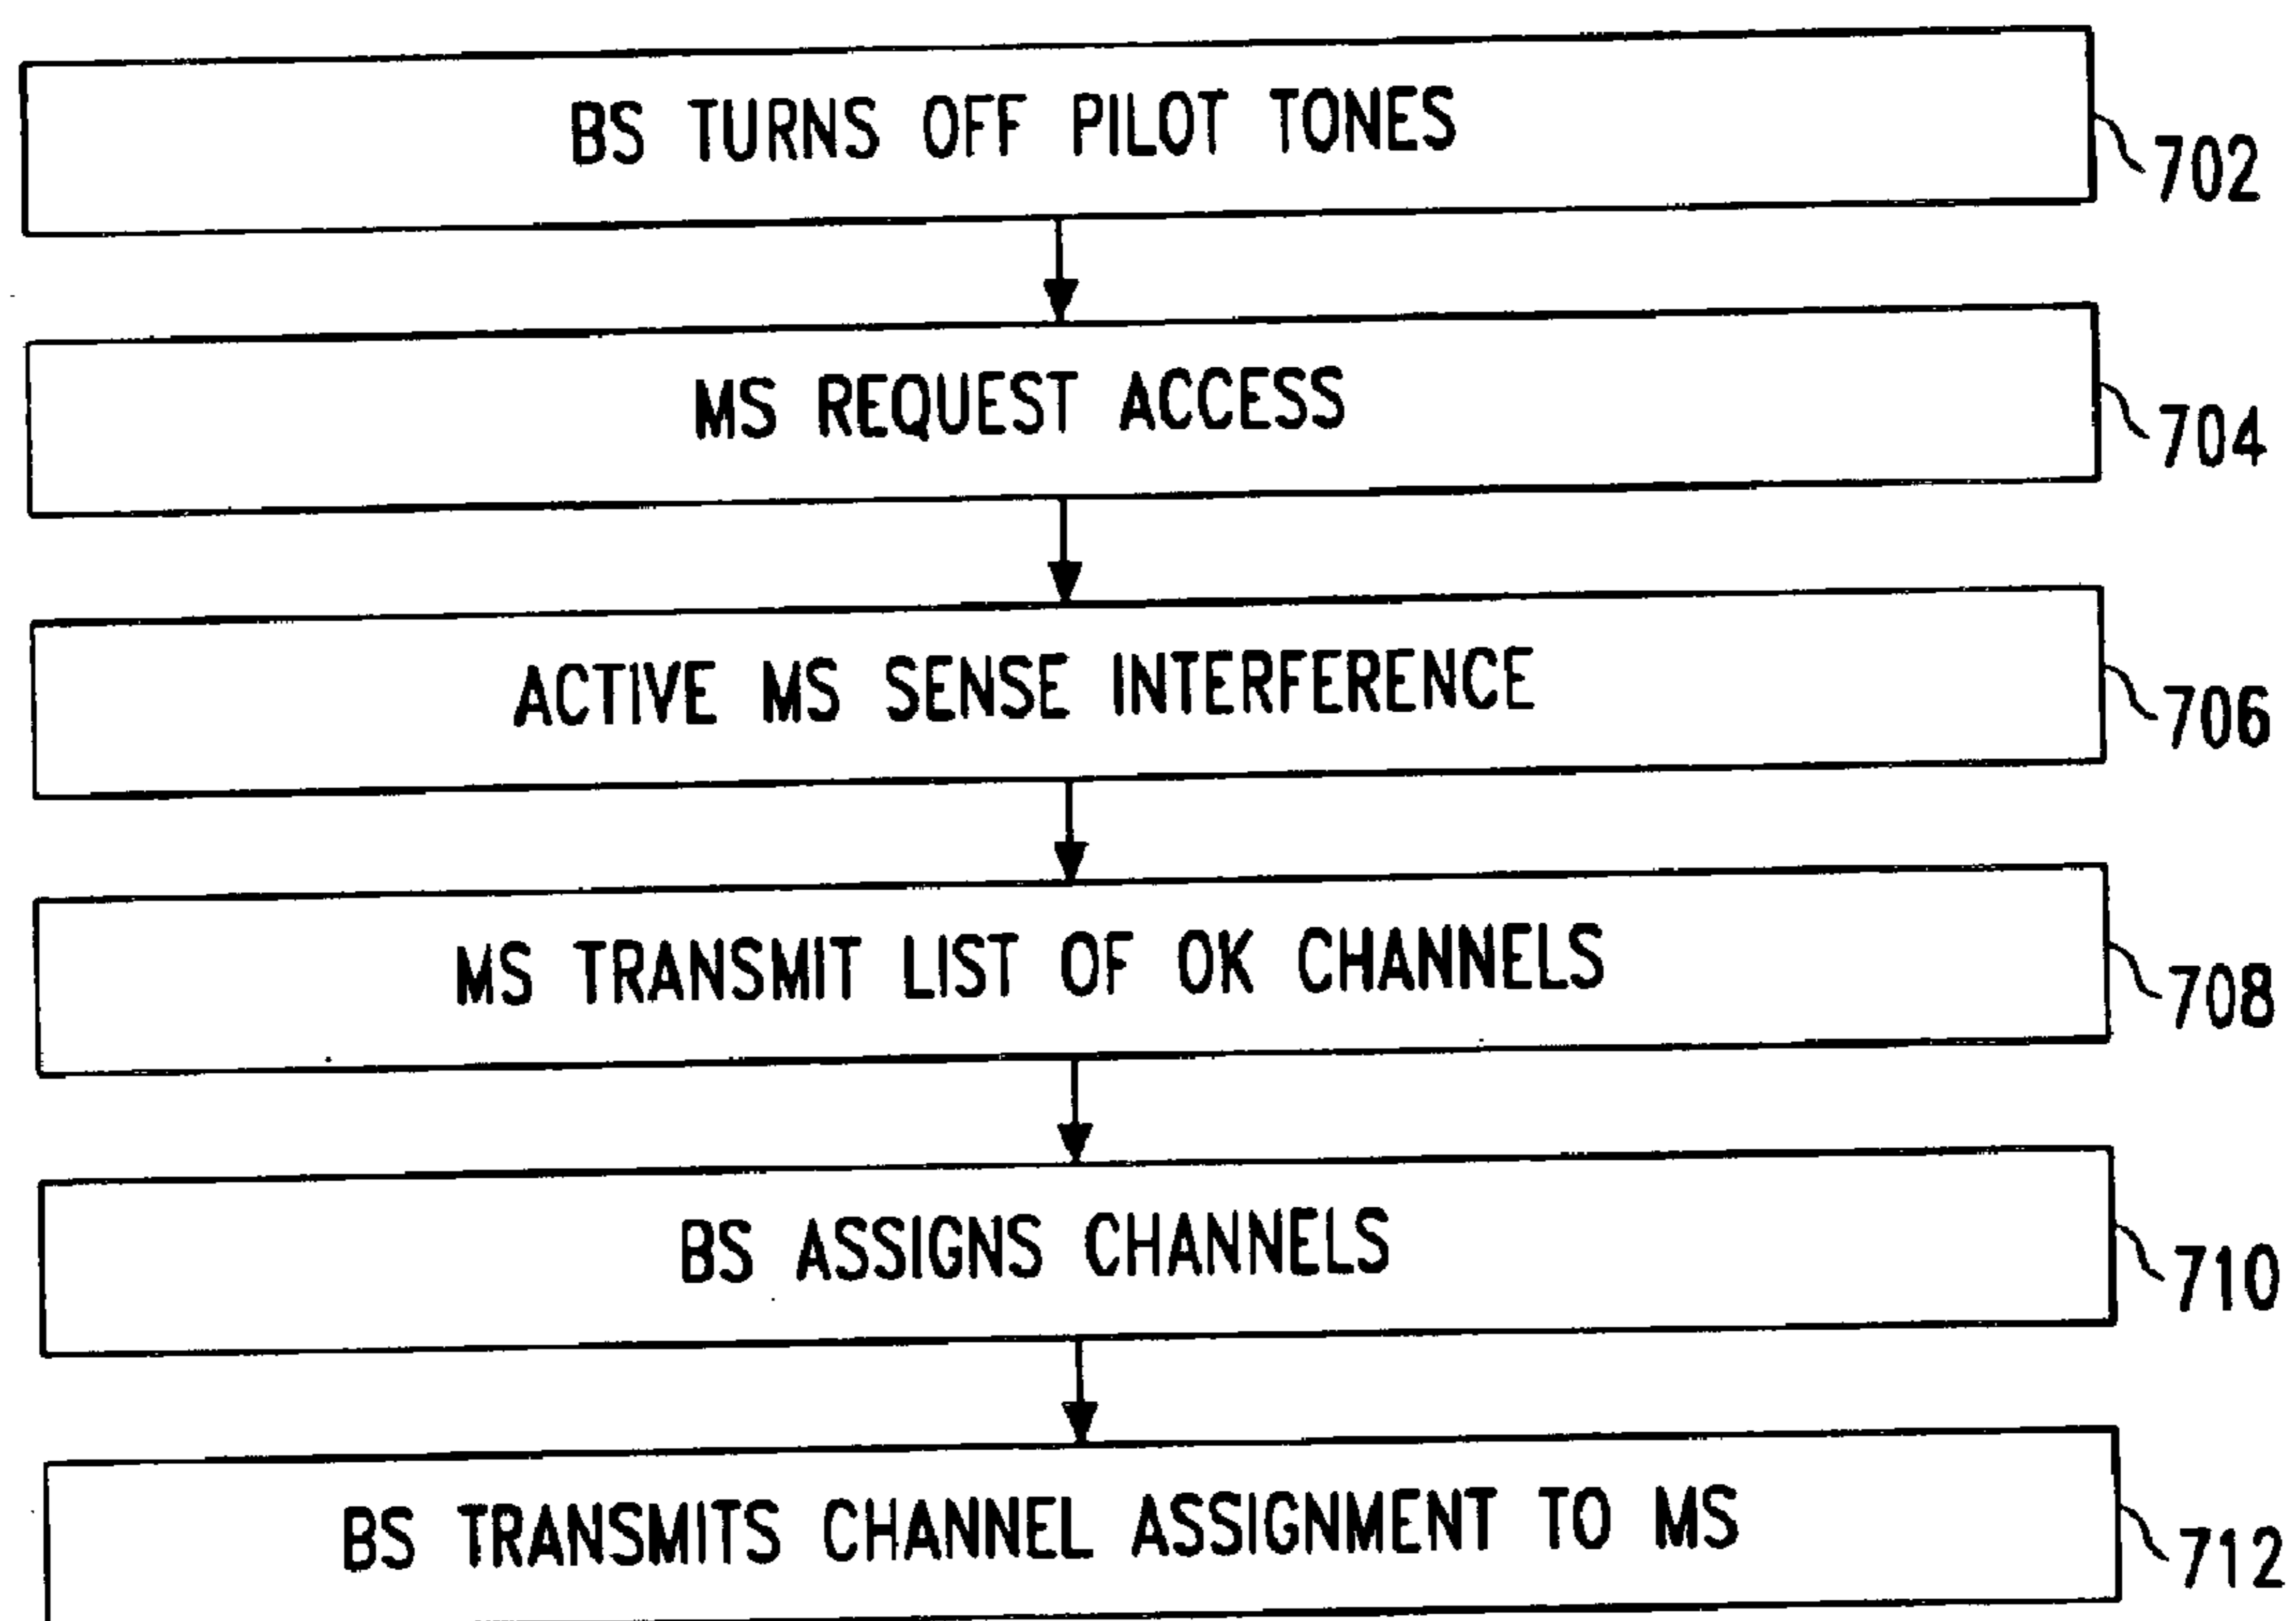 BS TURNS OFF PILOT TONES
702
MS REQUEST ACCESS
704
ACTIVE MS SENSE INTERFERENCE
706
MS TRANSMIT LIST OF OK CHANNELS
708
BS ASSIGNS CHANNELS
710
BS TRANSMITS CHANNEL ASSIGNMENT TO MS
712